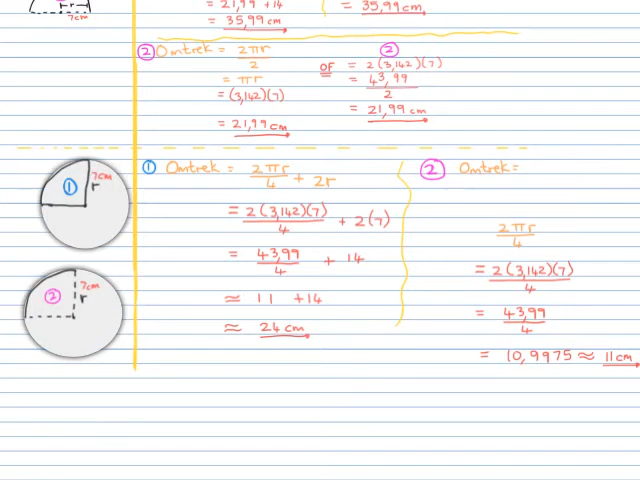 = 21,99 + 14
= 35,99 cm
= 35,99 cm
r
7cm
② Omtrek = 2πr/2
= πr
= (3,142)(7)
= 21,99 cm
②
OF = 2(3,142)(7)
= 43,99/2
= 21,99 cm
①
7cm
r
① Omtrek = 2πr/4 + 2r
= 2(3,142)(7)/4 + 2(7)
= 43,99/4 + 14
≈ 11 + 14
≈ 24 cm
② Omtrek =
2πr/4
= 2(3,142)(7)/4
= 43,99/4
= 10,9975 ≈ 11cm
②
7cm
r